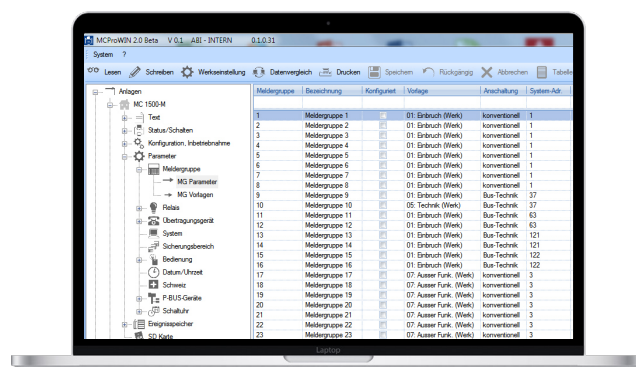 MCProWIN 2.0 Beta V 0.1 ABI - INTERN 0.1.0.31
System ?
Lesen Schreiben Werkseinstellung Datenvergleich Drucken Speichern Rückgängig Abbrechen Tabelle
Anlagen
MC 1500-M
Text
Status/Schalten
Konfiguration, Inbetriebnahme
Parameter
Meldergruppe
MG Parameter
MG Vorlagen
Relais
Übertragungsgerät
System
Sicherungsbereich
Bedienung
Datum/Uhrzeit
Schweiz
P-BUS-Geräte
Schaltuhr
Ereignisspeicher
SD Karte
Meldergruppe Bezeichnung Konfiguriert Vorlage Anschaltung System-Adr.
1 Meldergruppe 1 01: Einbruch (Werk) konventionell 1
2 Meldergruppe 2 01: Einbruch (Werk) konventionell 1
3 Meldergruppe 3 01: Einbruch (Werk) konventionell 1
4 Meldergruppe 4 01: Einbruch (Werk) konventionell 1
5 Meldergruppe 5 01: Einbruch (Werk) konventionell 1
6 Meldergruppe 6 01: Einbruch (Werk) konventionell 1
7 Meldergruppe 7 01: Einbruch (Werk) konventionell 1
8 Meldergruppe 8 01: Einbruch (Werk) konventionell 1
9 Meldergruppe 9 01: Einbruch (Werk) Bus-Technik 37
10 Meldergruppe 10 05: Technik (Werk) Bus-Technik 37
11 Meldergruppe 11 01: Einbruch (Werk) Bus-Technik 63
12 Meldergruppe 12 01: Einbruch (Werk) Bus-Technik 63
13 Meldergruppe 13 01: Einbruch (Werk) Bus-Technik 121
14 Meldergruppe 14 01: Einbruch (Werk) Bus-Technik 121
15 Meldergruppe 15 01: Einbruch (Werk) Bus-Technik 122
16 Meldergruppe 16 01: Einbruch (Werk) Bus-Technik 122
17 Meldergruppe 17 07: Ausser Funk. (Werk) konventionell 3
18 Meldergruppe 18 07: Ausser Funk. (Werk) konventionell 3
19 Meldergruppe 19 07: Ausser Funk. (Werk) konventionell 3
20 Meldergruppe 20 07: Ausser Funk. (Werk) konventionell 3
21 Meldergruppe 21 07: Ausser Funk. (Werk) konventionell 3
22 Meldergruppe 22 07: Ausser Funk. (Werk) konventionell 3
23 Meldergruppe 23 07: Ausser Funk. (Werk) konventionell 3
Laptop